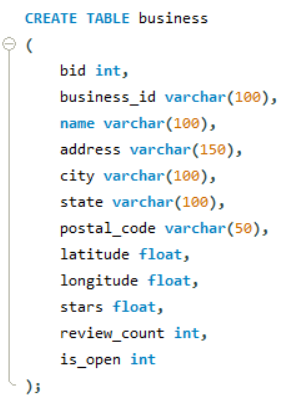 CREATE TABLE business
(
bid int,
business_id varchar(100),
name varchar(100),
address varchar(150),
city varchar(100),
state varchar(100),
postal_code varchar(50),
latitude float,
longitude float,
stars float,
review_count int,
is_open int
);